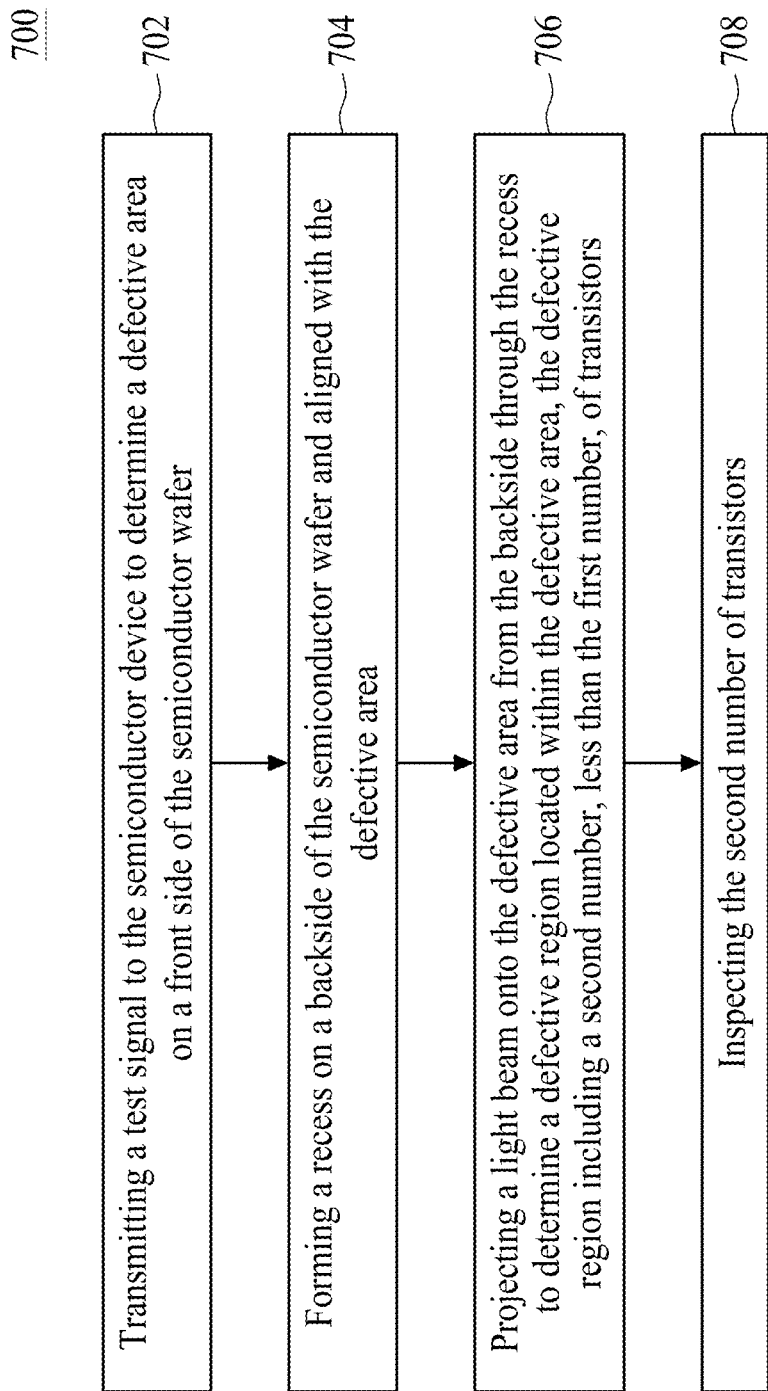 700
Transmitting a test signal to the semiconductor device to determine a defective area
on a front side of the semiconductor wafer
702
Forming a recess on a backside of the semiconductor wafer and aligned with the
defective area
704
Projecting a light beam onto the defective area from the backside through the recess
to determine a defective region located within the defective area, the defective
region including a second number, less than the first number, of transistors
706
Inspecting the second number of transistors
708